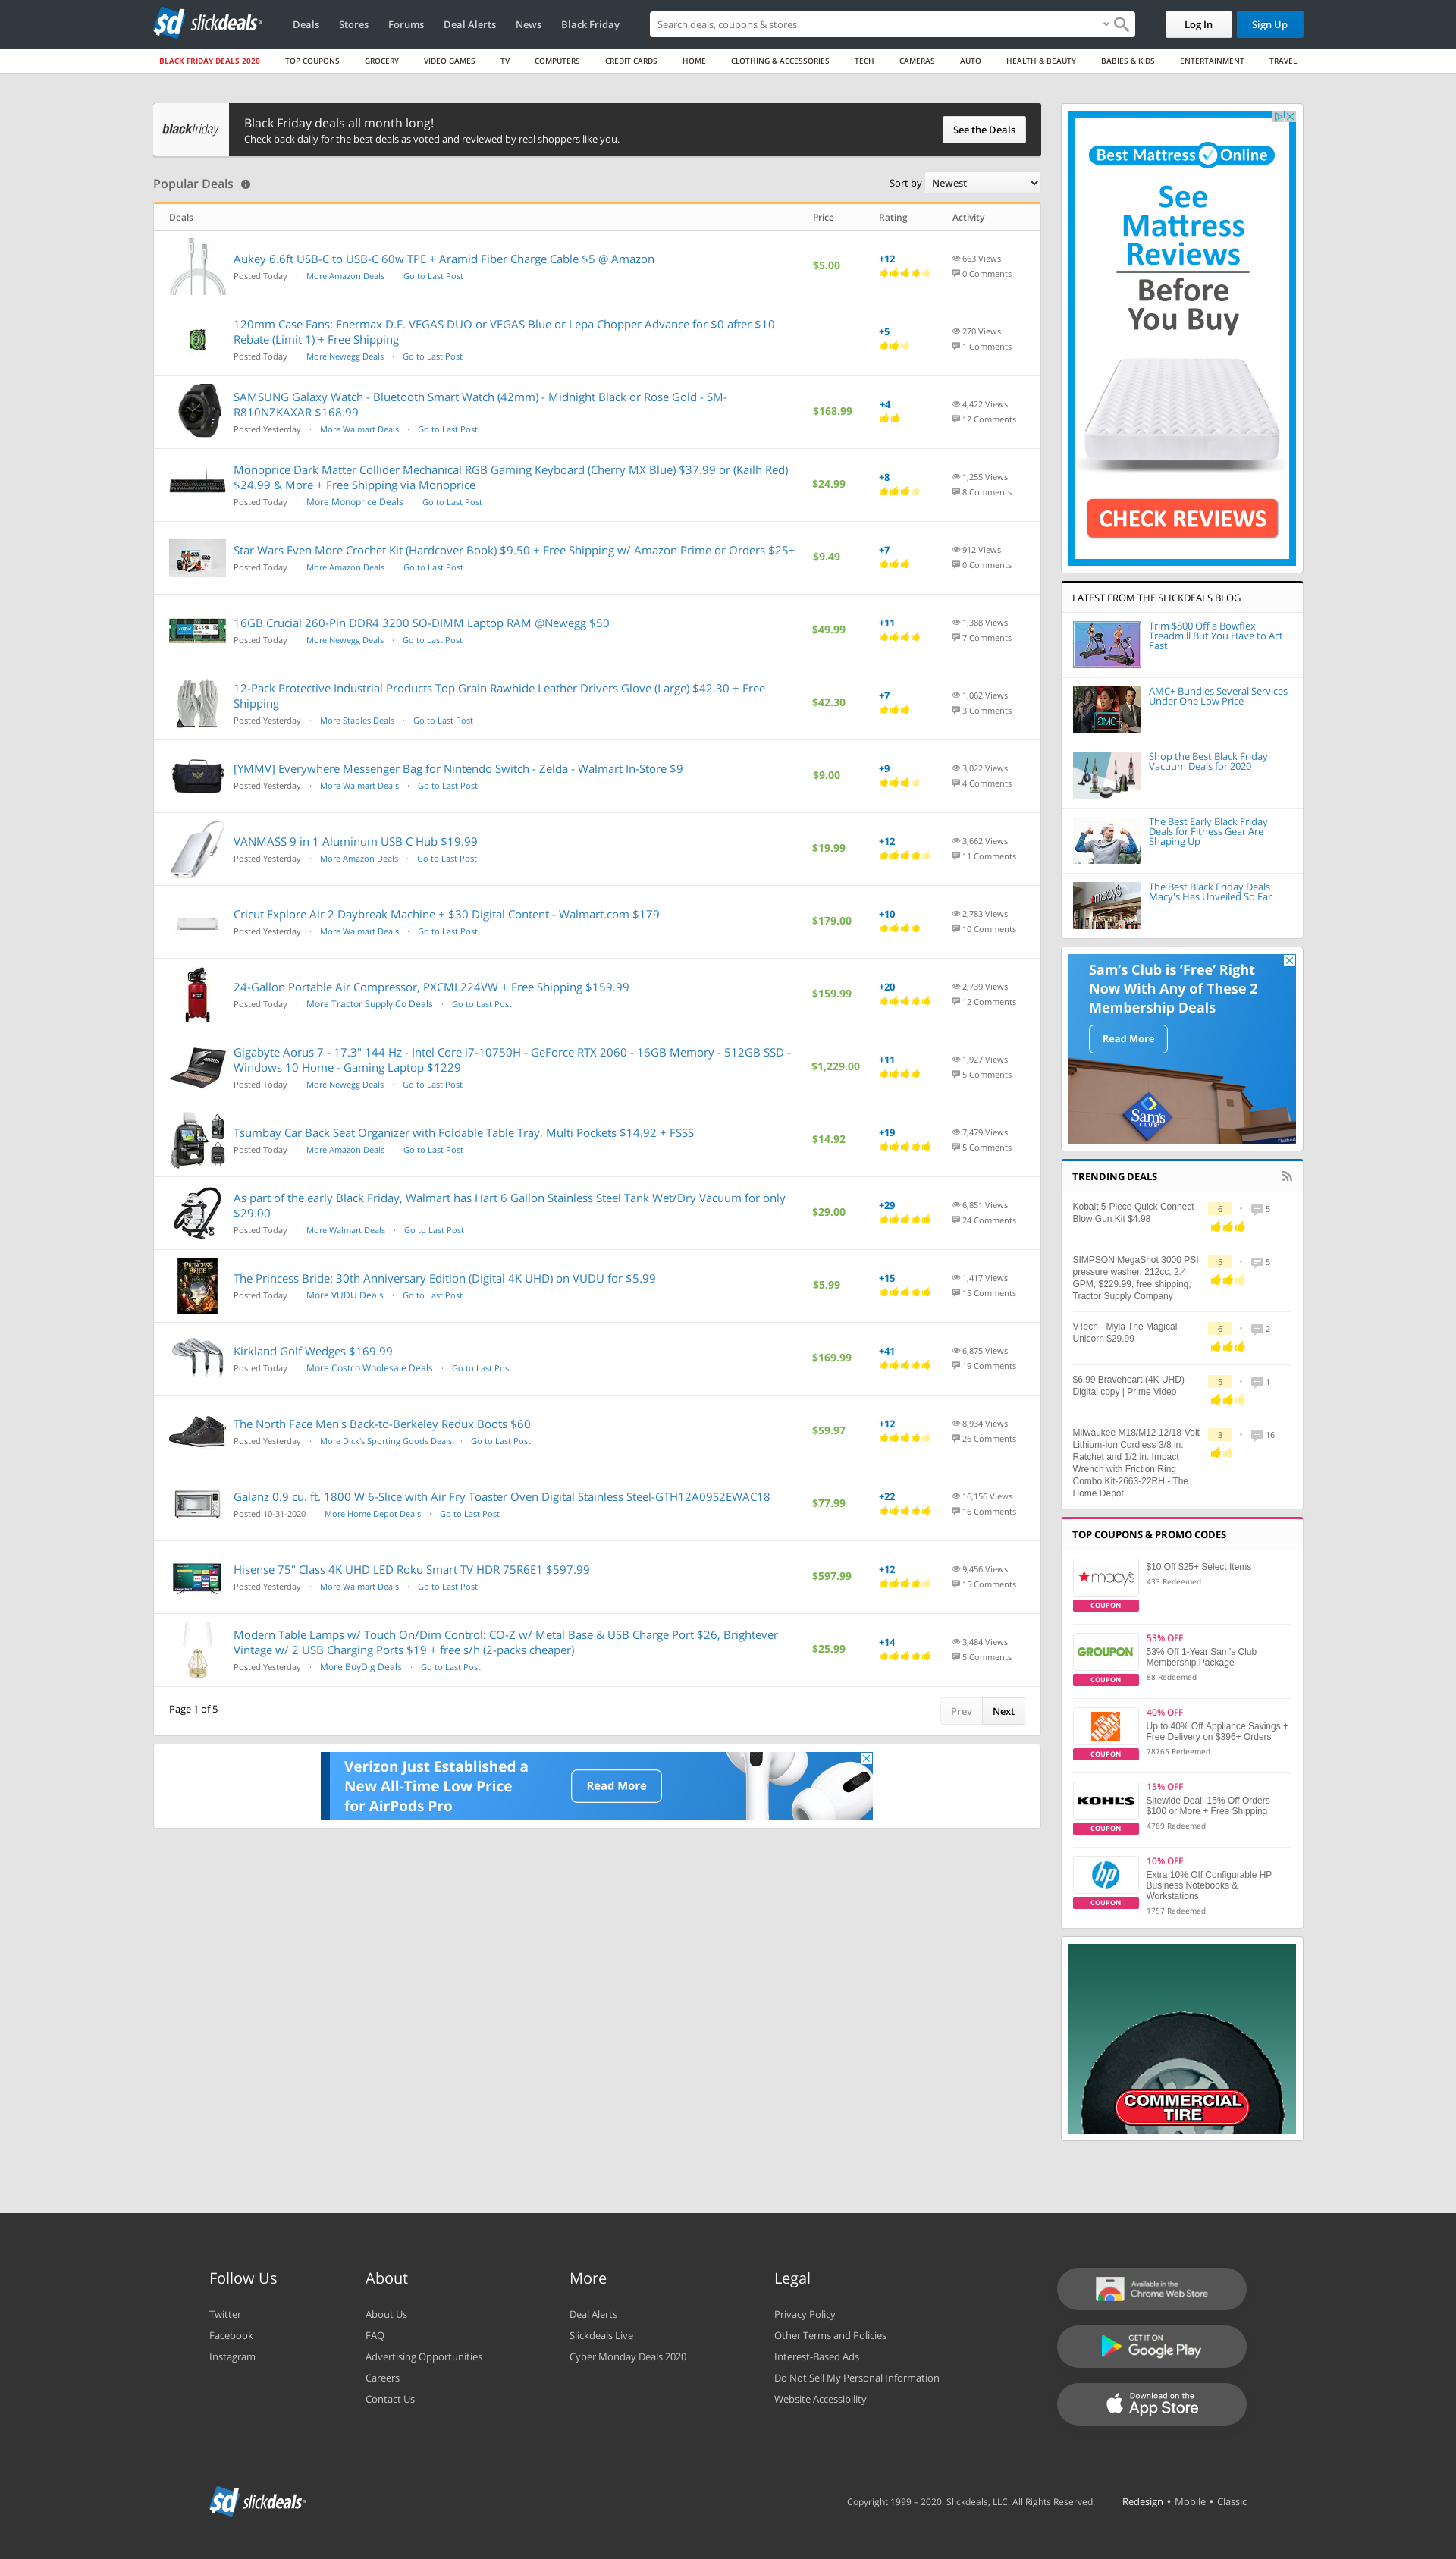 sd slickdeals
Deals Stores Forums Deal Alerts News Black Friday
Search deals, coupons & stores
Log In Sign Up
BLACK FRIDAY DEALS 2020 TOP COUPONS GROCERY VIDEO GAMES TV COMPUTERS CREDIT CARDS HOME CLOTHING & ACCESSORIES TECH CAMERAS AUTO HEALTH & BEAUTY BABIES & KIDS ENTERTAINMENT TRAVEL
blackfriday
Black Friday deals all month long!
Check back daily for the best deals as voted and reviewed by real shoppers like you.
See the Deals
Popular Deals
Sort by Newest
Deals Price Rating Activity
Aukey 6.6ft USB-C to USB-C 60w TPE + Aramid Fiber Charge Cable $5 @ Amazon
Posted Today · More Amazon Deals · Go to Last Post
$5.00
+12
663 Views
0 Comments
120mm Case Fans: Enermax D.F. VEGAS DUO or VEGAS Blue or Lepa Chopper Advance for $0 after $10
Rebate (Limit 1) + Free Shipping
Posted Today · More Newegg Deals · Go to Last Post
+5
270 Views
1 Comments
SAMSUNG Galaxy Watch - Bluetooth Smart Watch (42mm) - Midnight Black or Rose Gold - SM-
R810NZKAXAR $168.99
Posted Yesterday · More Walmart Deals · Go to Last Post
$168.99
+4
4,422 Views
12 Comments
Monoprice Dark Matter Collider Mechanical RGB Gaming Keyboard (Cherry MX Blue) $37.99 or (Kailh Red)
$24.99 & More + Free Shipping via Monoprice
Posted Today · More Monoprice Deals · Go to Last Post
$24.99
+8
1,255 Views
8 Comments
Star Wars Even More Crochet Kit (Hardcover Book) $9.50 + Free Shipping w/ Amazon Prime or Orders $25+
Posted Today · More Amazon Deals · Go to Last Post
$9.49
+7
912 Views
0 Comments
16GB Crucial 260-Pin DDR4 3200 SO-DIMM Laptop RAM @Newegg $50
Posted Today · More Newegg Deals · Go to Last Post
$49.99
+11
1,388 Views
7 Comments
12-Pack Protective Industrial Products Top Grain Rawhide Leather Drivers Glove (Large) $42.30 + Free
Shipping
Posted Yesterday · More Staples Deals · Go to Last Post
$42.30
+7
1,062 Views
3 Comments
[YMMV] Everywhere Messenger Bag for Nintendo Switch - Zelda - Walmart In-Store $9
Posted Yesterday · More Walmart Deals · Go to Last Post
$9.00
+9
3,022 Views
4 Comments
VANMASS 9 in 1 Aluminum USB C Hub $19.99
Posted Yesterday · More Amazon Deals · Go to Last Post
$19.99
+12
3,662 Views
11 Comments
Cricut Explore Air 2 Daybreak Machine + $30 Digital Content - Walmart.com $179
Posted Yesterday · More Walmart Deals · Go to Last Post
$179.00
+10
2,783 Views
10 Comments
24-Gallon Portable Air Compressor, PXCML224VW + Free Shipping $159.99
Posted Today · More Tractor Supply Co Deals · Go to Last Post
$159.99
+20
2,739 Views
12 Comments
Gigabyte Aorus 7 - 17.3" 144 Hz - Intel Core i7-10750H - GeForce RTX 2060 - 16GB Memory - 512GB SSD -
Windows 10 Home - Gaming Laptop $1229
Posted Today · More Newegg Deals · Go to Last Post
$1,229.00
+11
1,927 Views
5 Comments
Tsumbay Car Back Seat Organizer with Foldable Table Tray, Multi Pockets $14.92 + FSSS
Posted Today · More Amazon Deals · Go to Last Post
$14.92
+19
7,479 Views
5 Comments
As part of the early Black Friday, Walmart has Hart 6 Gallon Stainless Steel Tank Wet/Dry Vacuum for only
$29.00
Posted Today · More Walmart Deals · Go to Last Post
$29.00
+29
6,851 Views
24 Comments
The Princess Bride: 30th Anniversary Edition (Digital 4K UHD) on VUDU for $5.99
Posted Today · More VUDU Deals · Go to Last Post
$5.99
+15
1,417 Views
15 Comments
Kirkland Golf Wedges $169.99
Posted Today · More Costco Wholesale Deals · Go to Last Post
$169.99
+41
6,875 Views
19 Comments
The North Face Men's Back-to-Berkeley Redux Boots $60
Posted Yesterday · More Dick's Sporting Goods Deals · Go to Last Post
$59.97
+12
8,934 Views
26 Comments
Galanz 0.9 cu. ft. 1800 W 6-Slice with Air Fry Toaster Oven Digital Stainless Steel-GTH12A09S2EWAC18
Posted 10-31-2020 · More Home Depot Deals · Go to Last Post
$77.99
+22
16,156 Views
16 Comments
Hisense 75" Class 4K UHD LED Roku Smart TV HDR 75R6E1 $597.99
Posted Yesterday · More Walmart Deals · Go to Last Post
$597.99
+12
9,456 Views
15 Comments
Modern Table Lamps w/ Touch On/Dim Control: CO-Z w/ Metal Base & USB Charge Port $26, Brightever
Vintage w/ 2 USB Charging Ports $19 + free s/h (2-packs cheaper)
Posted Yesterday · More BuyDig Deals · Go to Last Post
$25.99
+14
3,484 Views
5 Comments
Page 1 of 5
Prev Next
Verizon Just Established a
New All-Time Low Price
for AirPods Pro
Read More
Best Mattress Online
See
Mattress
Reviews
Before
You Buy
CHECK REVIEWS
LATEST FROM THE SLICKDEALS BLOG
Trim $800 Off a Bowflex
Treadmill But You Have to Act
Fast
amc+
AMC+ Bundles Several Services
Under One Low Price
Shop the Best Black Friday
Vacuum Deals for 2020
The Best Early Black Friday
Deals for Fitness Gear Are
Shaping Up
macy's
The Best Black Friday Deals
Macy's Has Unveiled So Far
Sam's Club is 'Free' Right
Now With Any of These 2
Membership Deals
Read More
Sam's
CLUB
TRENDING DEALS
Kobalt 5-Piece Quick Connect
Blow Gun Kit $4.98
6 • 5
SIMPSON MegaShot 3000 PSI
pressure washer, 212cc, 2.4
GPM, $229.99, free shipping,
Tractor Supply Company
5 • 5
VTech - Myla The Magical
Unicorn $29.99
6 • 2
$6.99 Braveheart (4K UHD)
Digital copy | Prime Video
5 • 1
Milwaukee M18/M12 12/18-Volt
Lithium-Ion Cordless 3/8 in.
Ratchet and 1/2 in. Impact
Wrench with Friction Ring
Combo Kit-2663-22RH - The
Home Depot
3 • 16
TOP COUPONS & PROMO CODES
macy's
COUPON
$10 Off $25+ Select Items
433 Redeemed
GROUPON
COUPON
53% OFF
53% Off 1-Year Sam's Club
Membership Package
88 Redeemed
COUPON
40% OFF
Up to 40% Off Appliance Savings +
Free Delivery on $396+ Orders
78765 Redeemed
KOHL'S
COUPON
15% OFF
Sitewide Deal! 15% Off Orders
$100 or More + Free Shipping
4769 Redeemed
hp
COUPON
10% OFF
Extra 10% Off Configurable HP
Business Notebooks &
Workstations
1757 Redeemed
COMMERCIAL
TIRE
Follow Us
Twitter
Facebook
Instagram
About
About Us
FAQ
Advertising Opportunities
Careers
Contact Us
More
Deal Alerts
Slickdeals Live
Cyber Monday Deals 2020
Legal
Privacy Policy
Other Terms and Policies
Interest-Based Ads
Do Not Sell My Personal Information
Website Accessibility
Available in the
Chrome Web Store
GET IT ON
Google Play
Download on the
App Store
sd slickdeals
Copyright 1999 – 2020. Slickdeals, LLC. All Rights Reserved.
Redesign • Mobile • Classic